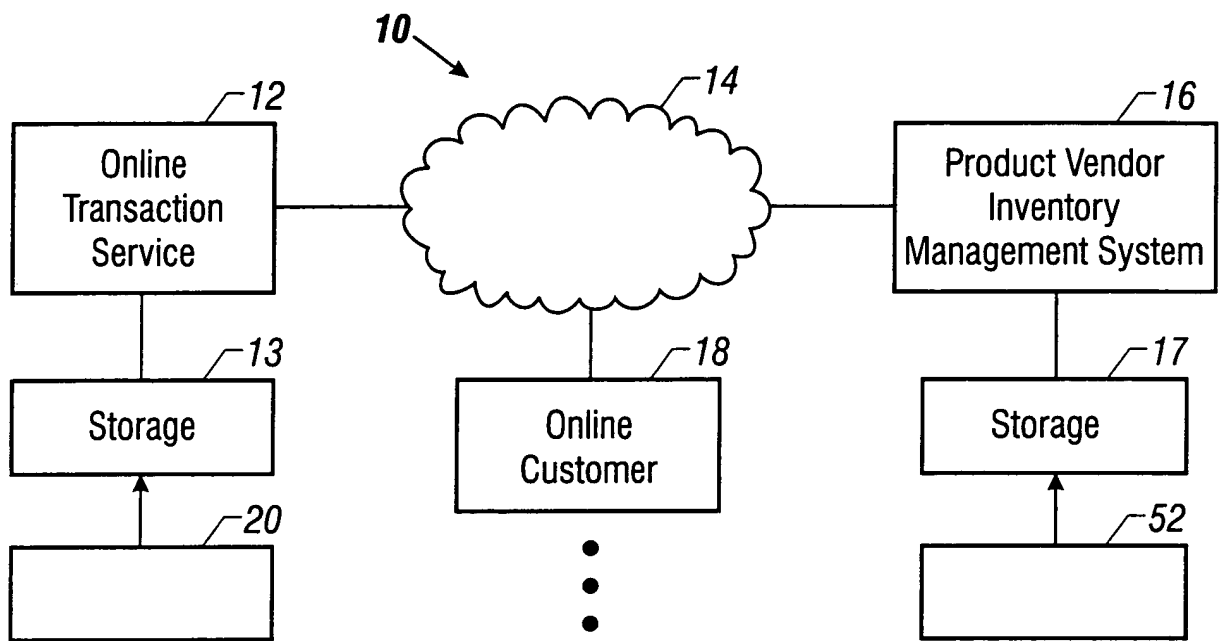 10
12
14
16
Online
Transaction
Service
Product Vendor
Inventory
Management System
13
18
17
Storage
Online
Customer
Storage
20
52